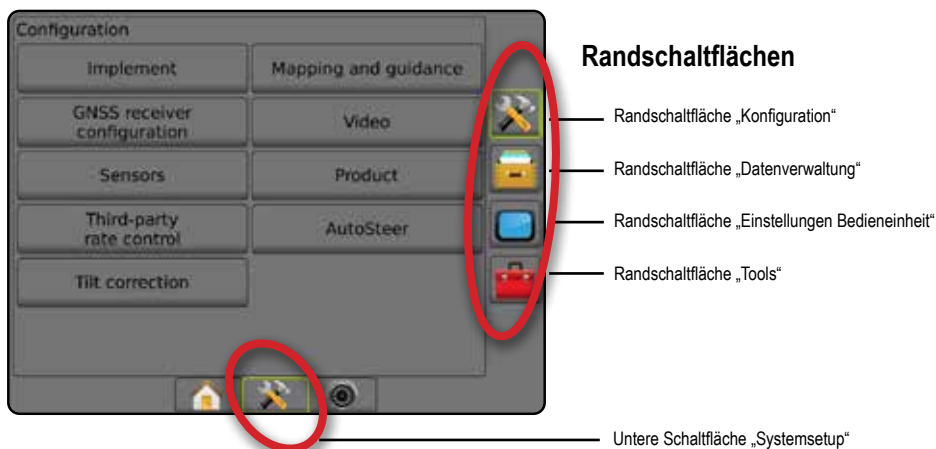 Configuration
Implement
Mapping and guidance
GNSS receiver
configuration
Video
Sensors
Product
Third-party
rate control
AutoSteer
Tilt correction
Randschaltflächen
Randschaltfläche „Konfiguration“
Randschaltfläche „Datenverwaltung“
Randschaltfläche „Einstellungen Bedieneinheit“
Randschaltfläche „Tools“
Untere Schaltfläche „Systemsetup“